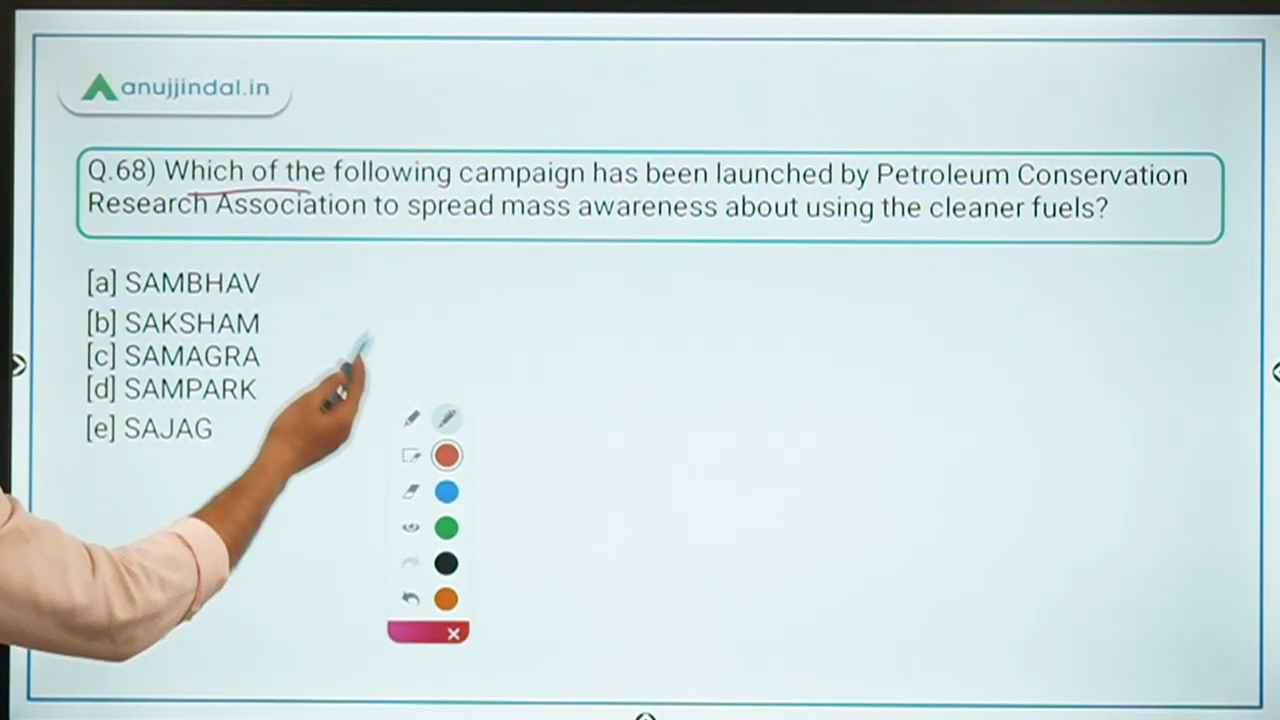 anujjindal.in
Q.68) Which of the following campaign has been launched by Petroleum Conservation
Research Association to spread mass awareness about using the cleaner fuels?
[a] SAMBHAV
[b] SAKSHAM
[c] SAMAGRA
[d] SAMPARK
[e] SAJAG